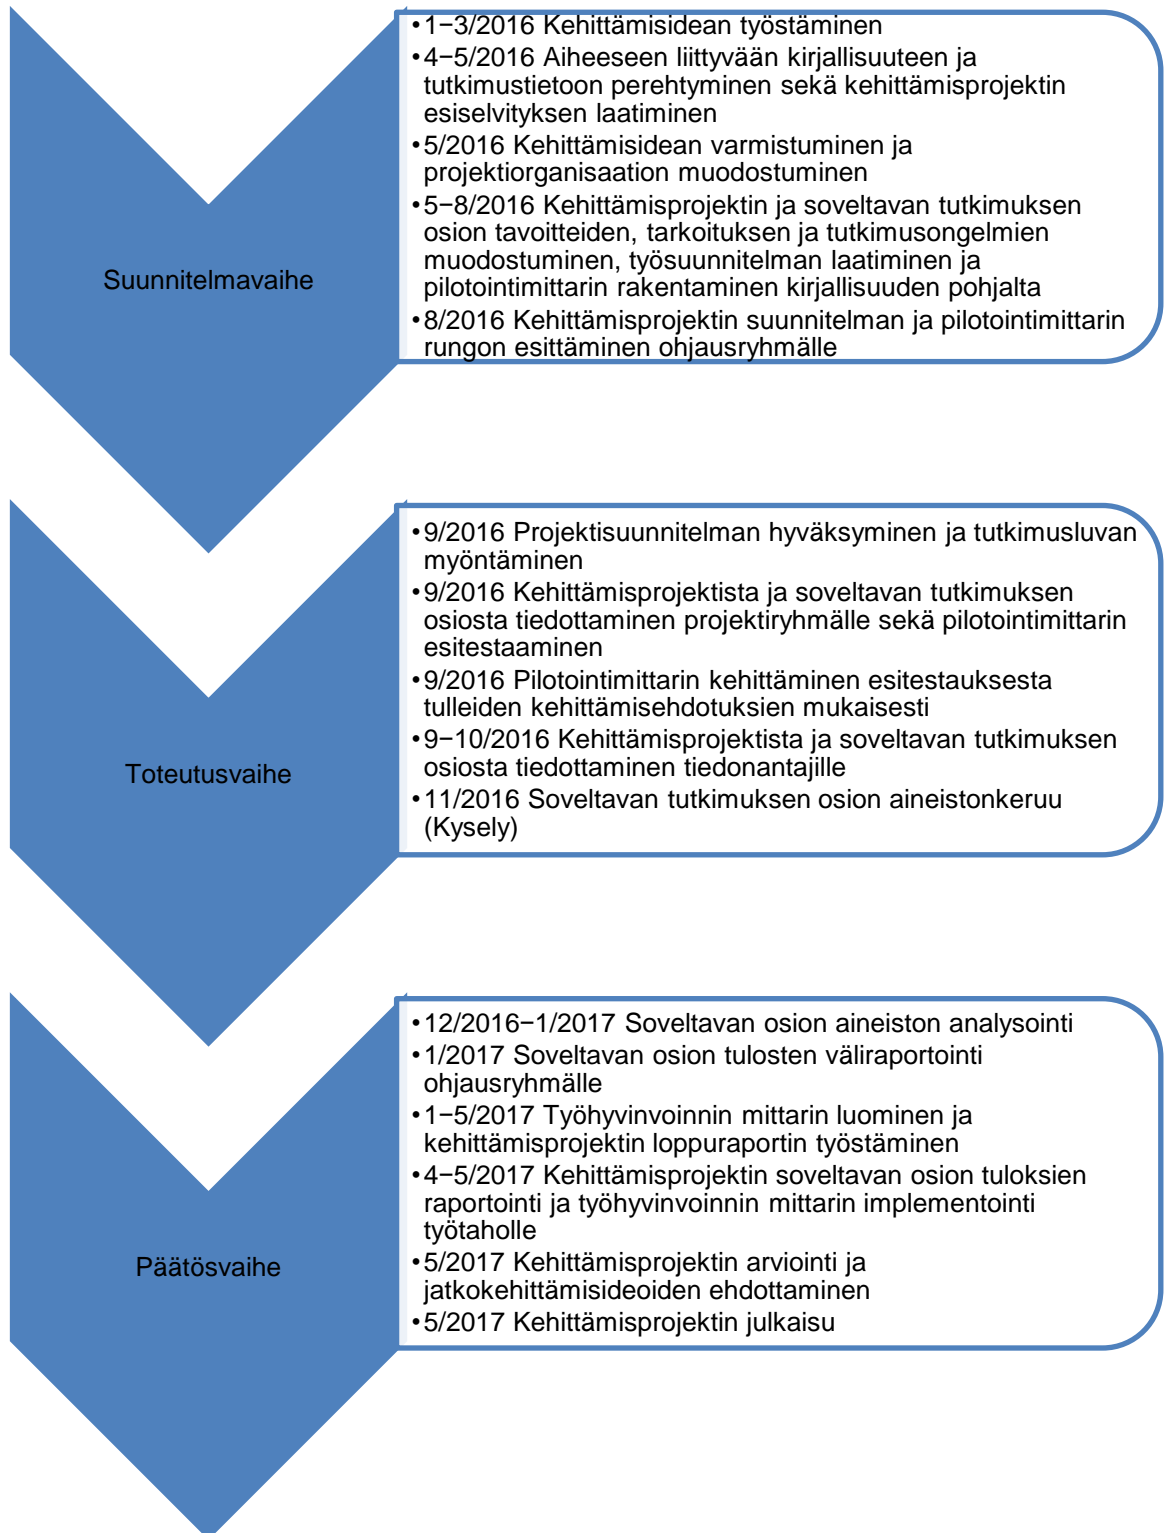 •1−3/2016 Kehittämisidean työstäminen
•4−5/2016 Aiheeseen liittyvään kirjallisuuteen ja
tutkimustietoon perehtyminen sekä kehittämisprojektin
esiselvityksen laatiminen
•5/2016 Kehittämisidean varmistuminen ja
projektiorganisaation muodostuminen
•5−8/2016 Kehittämisprojektin ja soveltavan tutkimuksen
osion tavoitteiden, tarkoituksen ja tutkimusongelmien
muodostuminen, työsuunnitelman laatiminen ja
pilotointimittarin rakentaminen kirjallisuuden pohjalta
•8/2016 Kehittämisprojektin suunnitelman ja pilotointimittarin
rungon esittäminen ohjausryhmälle
Suunnitelmavaihe
•9/2016 Projektisuunnitelman hyväksyminen ja tutkimusluvan
myöntäminen
•9/2016 Kehittämisprojektista ja soveltavan tutkimuksen
osiosta tiedottaminen projektiryhmälle sekä pilotointimittarin
esitestaaminen
•9/2016 Pilotointimittarin kehittäminen esitestauksesta
tulleiden kehittämisehdotuksien mukaisesti
•9−10/2016 Kehittämisprojektista ja soveltavan tutkimuksen
osiosta tiedottaminen tiedonantajille
•11/2016 Soveltavan tutkimuksen osion aineistonkeruu
(Kysely)
Toteutusvaihe
•12/2016−1/2017 Soveltavan osion aineiston analysointi
•1/2017 Soveltavan osion tulosten väliraportointi
ohjausryhmälle
•1−5/2017 Työhyvinvoinnin mittarin luominen ja
kehittämisprojektin loppuraportin työstäminen
•4−5/2017 Kehittämisprojektin soveltavan osion tuloksien
raportointi ja työhyvinvoinnin mittarin implementointi
työtaholle
•5/2017 Kehittämisprojektin arviointi ja
jatkokehittämisideoiden ehdottaminen
•5/2017 Kehittämisprojektin julkaisu
Päätösvaihe